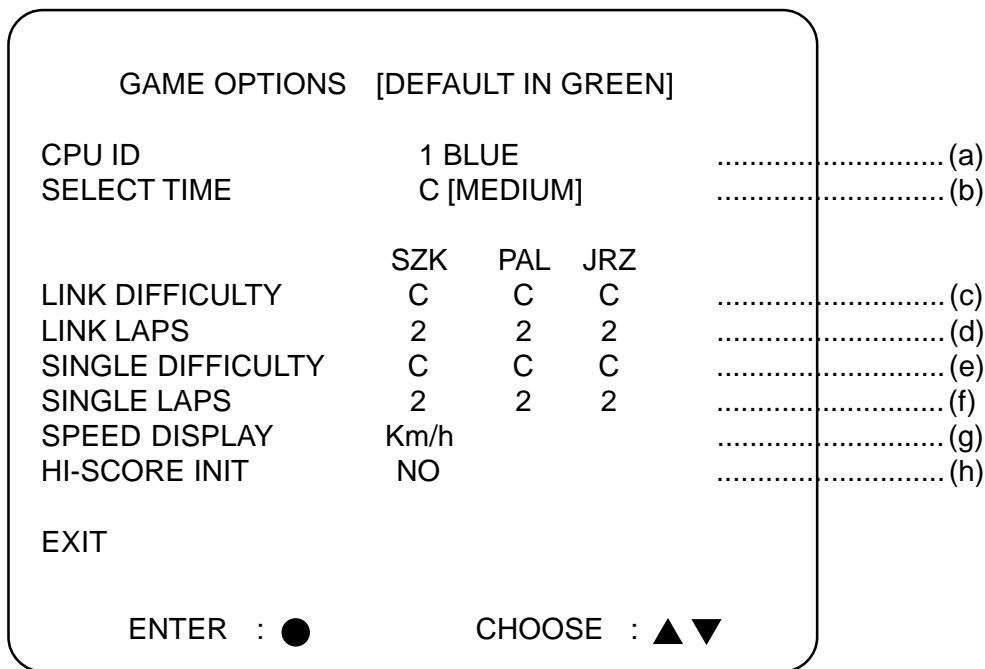 GAME OPTIONS [DEFAULT IN GREEN]
CPU ID 1 BLUE ............................ (a)
SELECT TIME C [MEDIUM] ............................ (b)
SZK PAL JRZ
LINK DIFFICULTY C C C ............................ (c)
LINK LAPS 2 2 2 ............................ (d)
SINGLE DIFFICULTY C C C ............................ (e)
SINGLE LAPS 2 2 2 ............................ (f)
SPEED DISPLAY Km/h ............................ (g)
HI-SCORE INIT NO ............................ (h)
EXIT
ENTER : ● CHOOSE : ▲ ▼